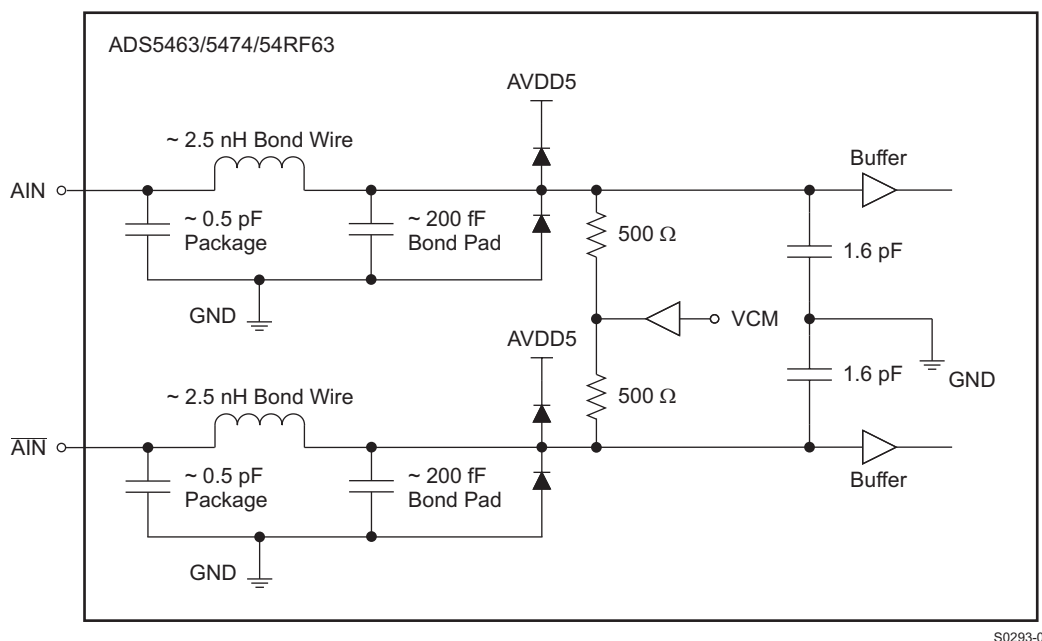 ADS5463/5474/54RF63
AVDD5
~ 2.5 nH Bond Wire
Buffer
AIN
~ 0.5 pF
Package
~ 200 fF
Bond Pad
500 Ω
1.6 pF
GND
VCM
AVDD5
1.6 pF
GND
~ 2.5 nH Bond Wire
500 Ω
AIN
~ 0.5 pF
Package
~ 200 fF
Bond Pad
Buffer
GND